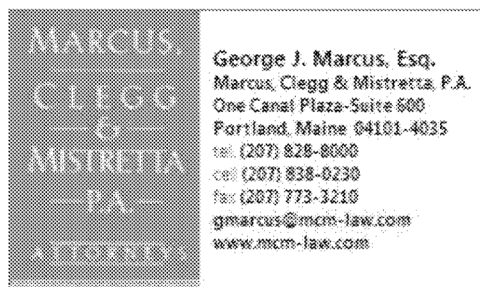 MARCUS,
CLEGG
&
MISTRETTA
P.A.
ATTORNEYS
George J. Marcus, Esq.
Marcus, Clegg & Mistretta, P.A.
One Canal Plaza-Suite 600
Portland, Maine 04101-4035
tel: (207) 828-8000
cell (207) 838-0230
fax (207) 773-3210
gmarcus@mcm-law.com
www.mcm-law.com